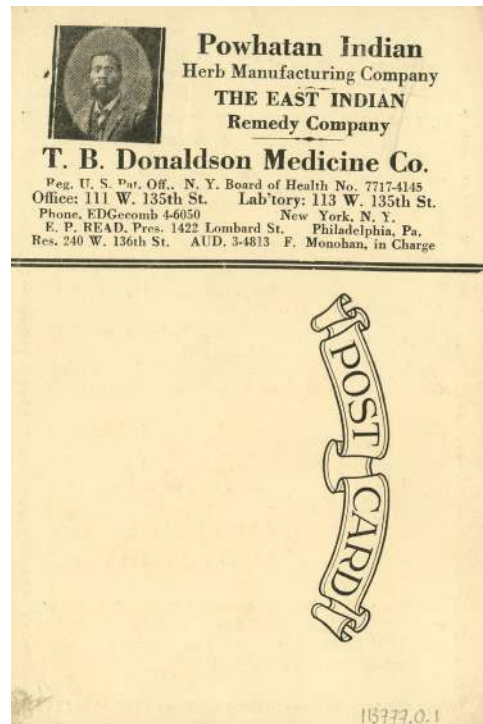 Powhatan Indian
Herb Manufacturing Company
THE EAST INDIAN
Remedy Company
T. B. Donaldson Medicine Co.
Reg. U. S. Pat. Off., N. Y. Board of Health No. 7717-4145
Office: 111 W. 135th St. Lab'tory: 113 W. 135th St.
Phone, EDGecomb 4-6050 New York, N. Y.
E. P. READ, Pres. 1422 Lombard St. Philadelphia, Pa.
Res. 240 W. 136th St. AUD. 3-4813 F. Monohan, in Charge
POST CARD
113777.0.1